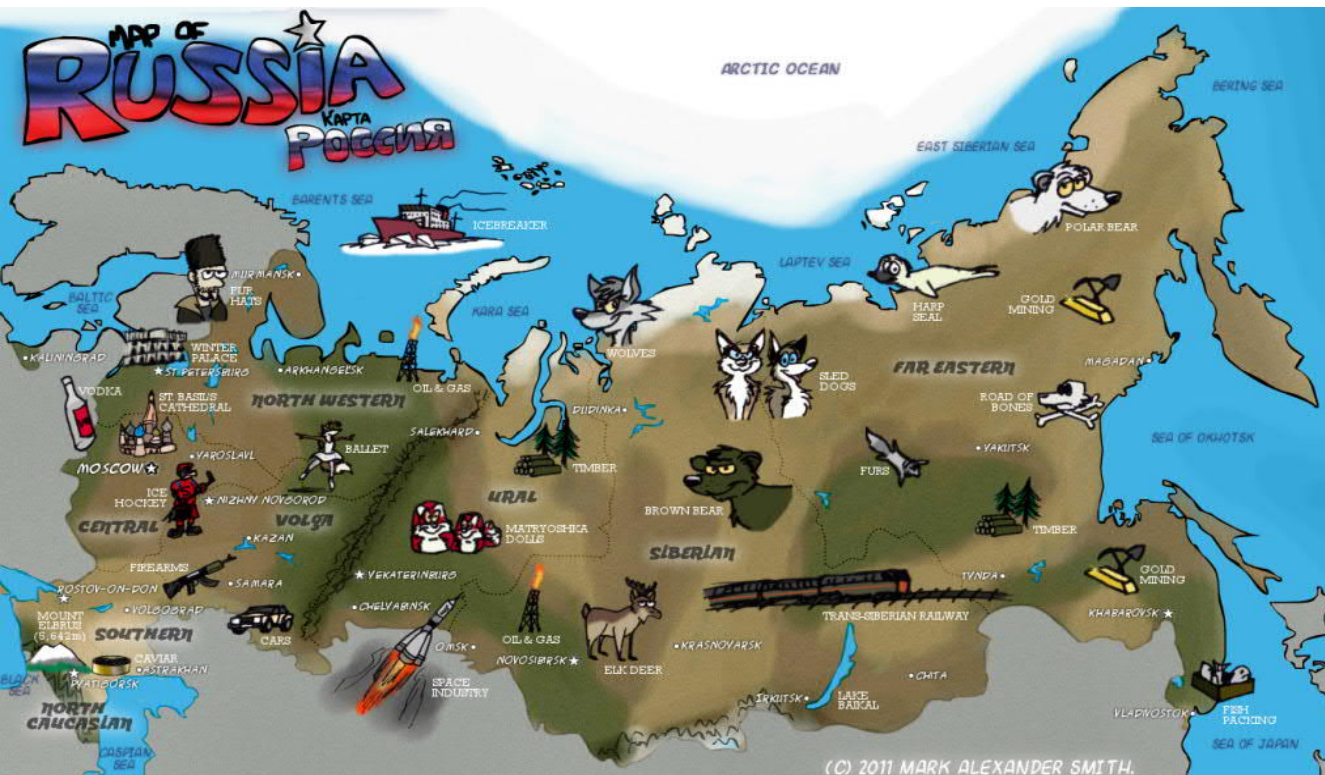 MAP OF
RUSSIA
КАРТА
РОССИЯ
ARCTIC OCEAN
BERING SEA
EAST SIBERIAN SEA
BARENTS SEA
ICEBREAKER
POLAR BEAR
LAPTEV SEA
MURMANSK
FUR
HATS
BALTIC
SEA
KARA SEA
HARP
SEAL
GOLD
MINING
WINTER
PALACE
WOLVES
KALININGRAD
ST PETERSBURG
ARKHANGELSK
MAGADAN
FAR EASTERN
SLED
DOGS
VODKA
OIL & GAS
ST. BASIL'S
CATHEDRAL
NORTH WESTERN
ROAD OF
BONES
DUDINKA
SALEKHARD
SEA OF OKHOTSK
BALLET
YAKUTSK
YAROSLAVL
MOSCOW
TIMBER
FURS
ICE
HOCKEY
NIZHNY NOVGOROD
URAL
BROWN BEAR
CENTRAL
VOLGA
MATRYOSHKA
DOLLS
TIMBER
KAZAN
SIBERIAN
FIREARMS
YEKATERINBURG
TYNDA
GOLD
MINING
ROSTOV-ON-DON
SAMARA
VOLGOGRAD
CHELYABINSK
TRANS-SIBERIAN RAILWAY
KHABAROVSK
MOUNT
ELBRUS
(5,642m)
SOUTHERN
CARS
OIL & GAS
OMSK
KRASNOYARSK
CAVIAR
ASTRAKHAN
NOVOSIBRSK
ELK DEER
CHITA
BLACK
SEA
PYATIGORSK
SPACE
INDUSTRY
IRKUTSK
LAKE
BAIKAL
NORTH
CAUCASIAN
VLADIVOSTOK
FISH
PACKING
CASPIAN
SEA
SEA OF JAPAN
(C) 2011 MARK ALEXANDER SMITH.